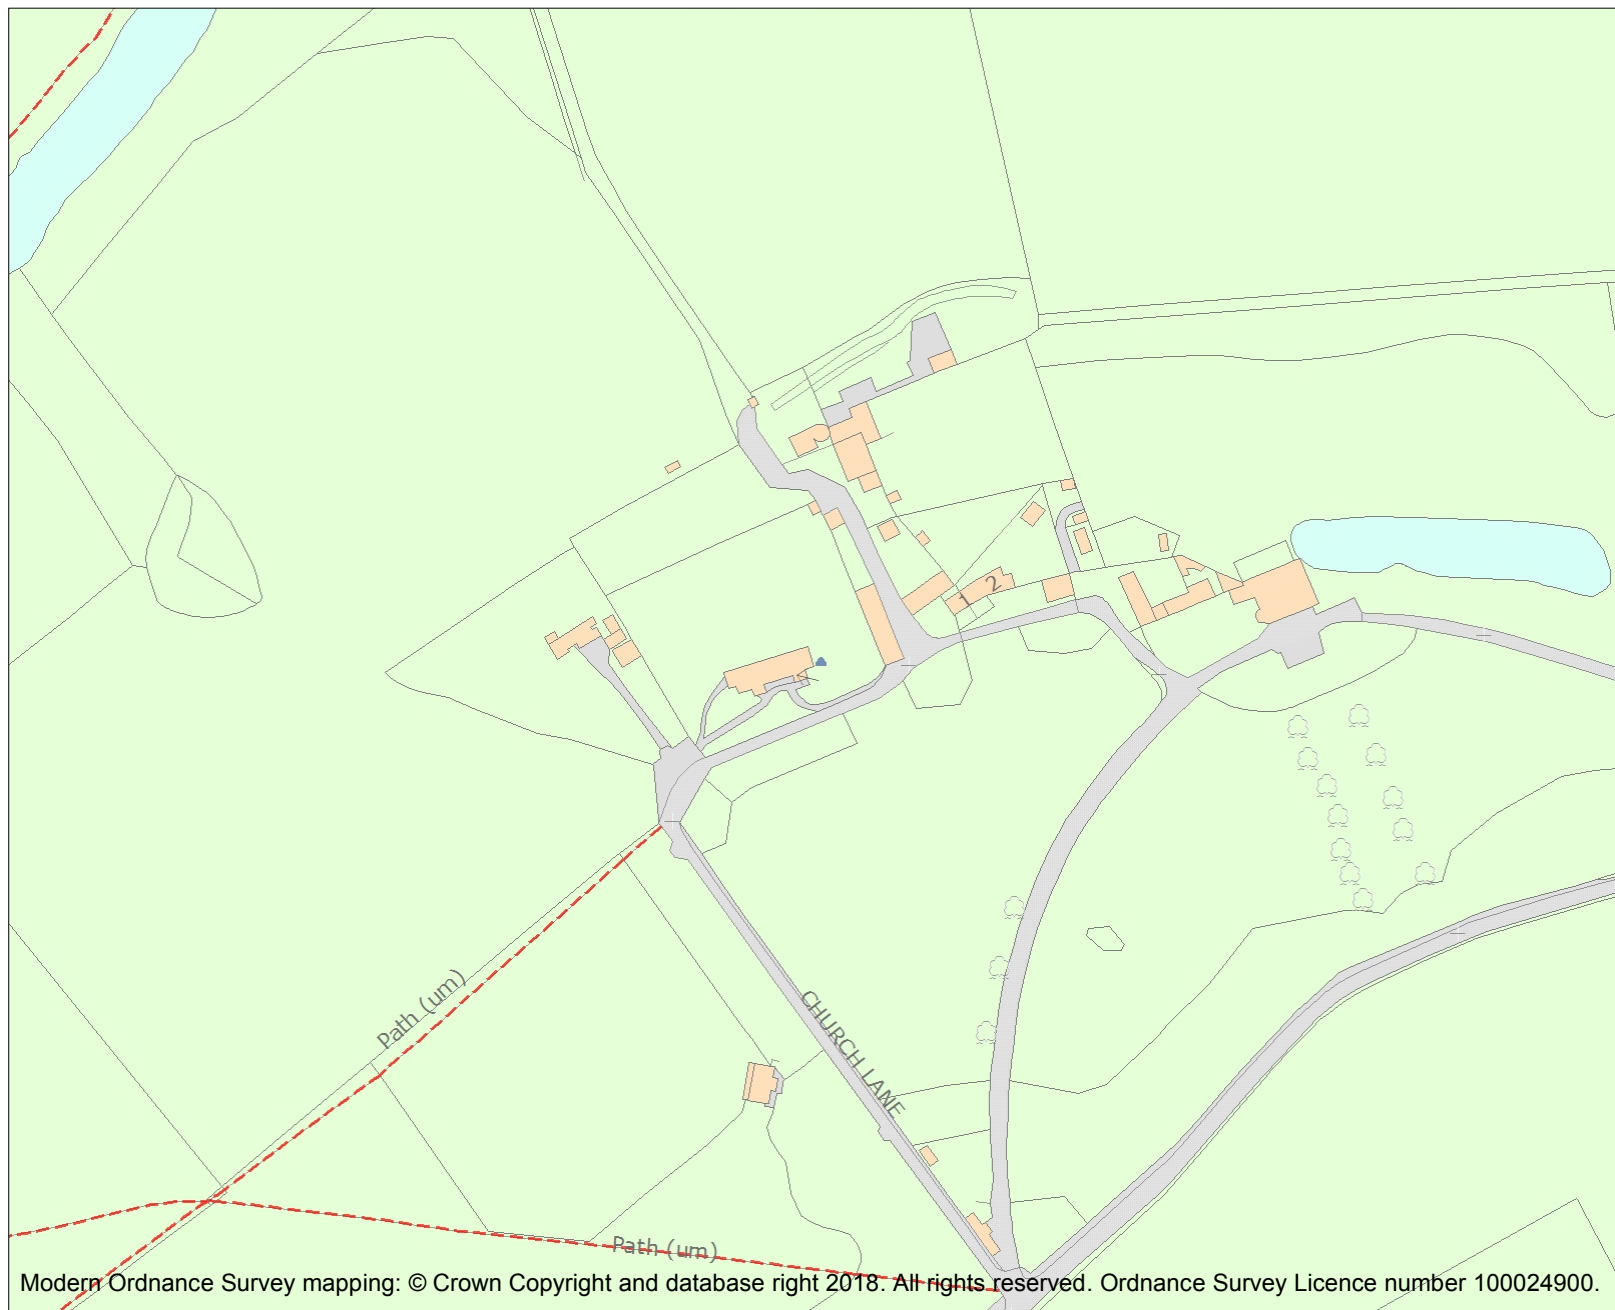 1 2
Path (um)
CHURCH LANE
Path (um)
Modern Ordnance Survey mapping: © Crown Copyright and database right 2018. All rights reserved. Ordnance Survey Licence number 100024900.